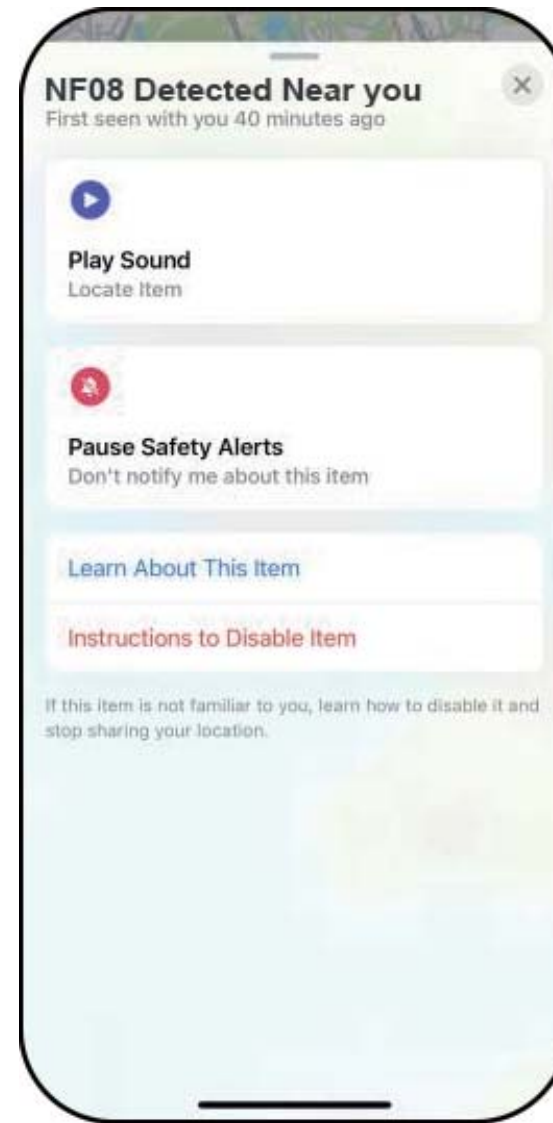 NF08 Detected Near you
First seen with you 40 minutes ago
Play Sound
Locate Item
Pause Safety Alerts
Don't notify me about this item
Learn About This Item
Instructions to Disable Item
If this item is not familiar to you, learn how to disable it and
stop sharing your location.